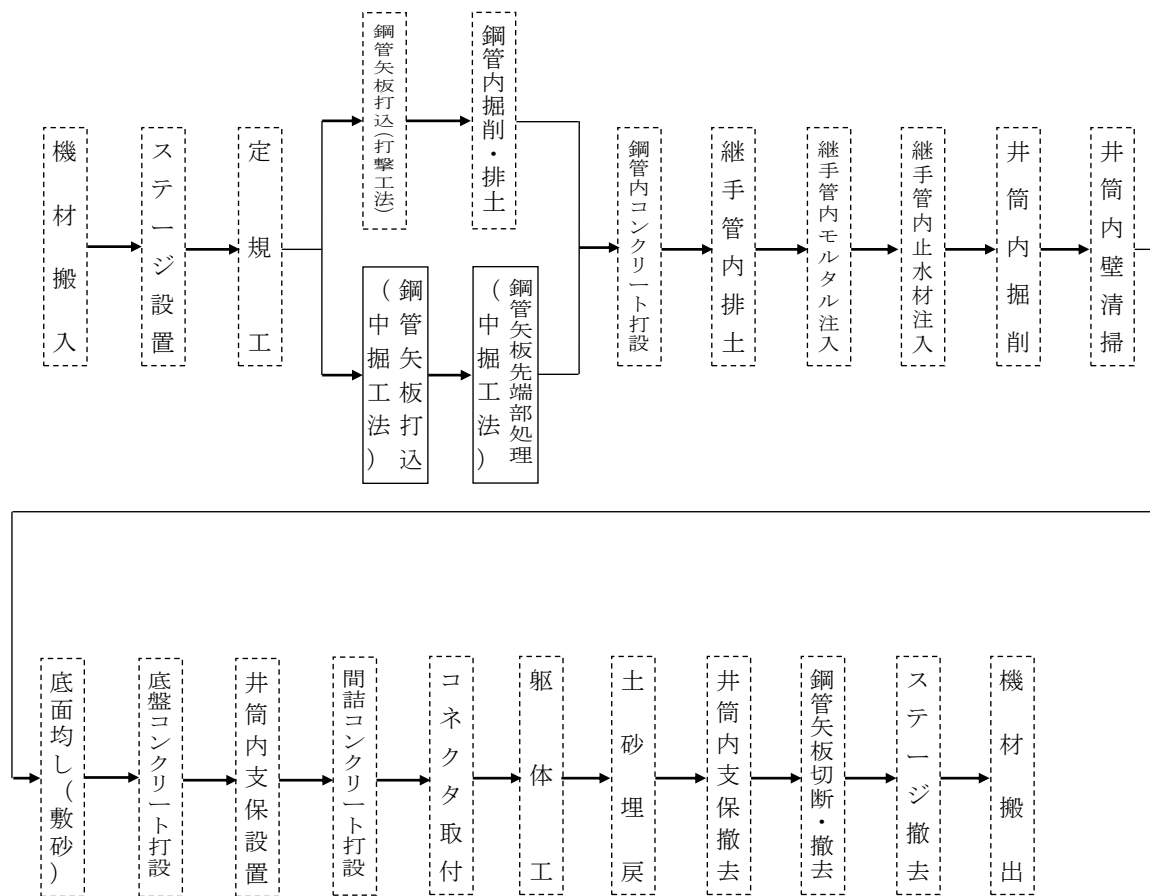 機材搬入
ステージ設置
定規工
鋼管矢板打込(打撃工法)
鋼管内掘削・排土
鋼管矢板打込
(中掘工法)
鋼管矢板先端部処理
(中掘工法)
鋼管内コンクリート打設
継手管内排土
継手管内モルタル注入
継手管内止水材注入
井筒内掘削
井筒内壁清掃
底面均し(敷砂)
底盤コンクリート打設
井筒内支保設置
間詰コンクリート打設
コネクタ取付
躯体工
土砂埋戻
井筒内支保撤去
鋼管矢板切断・撤去
ステージ撤去
機材搬出